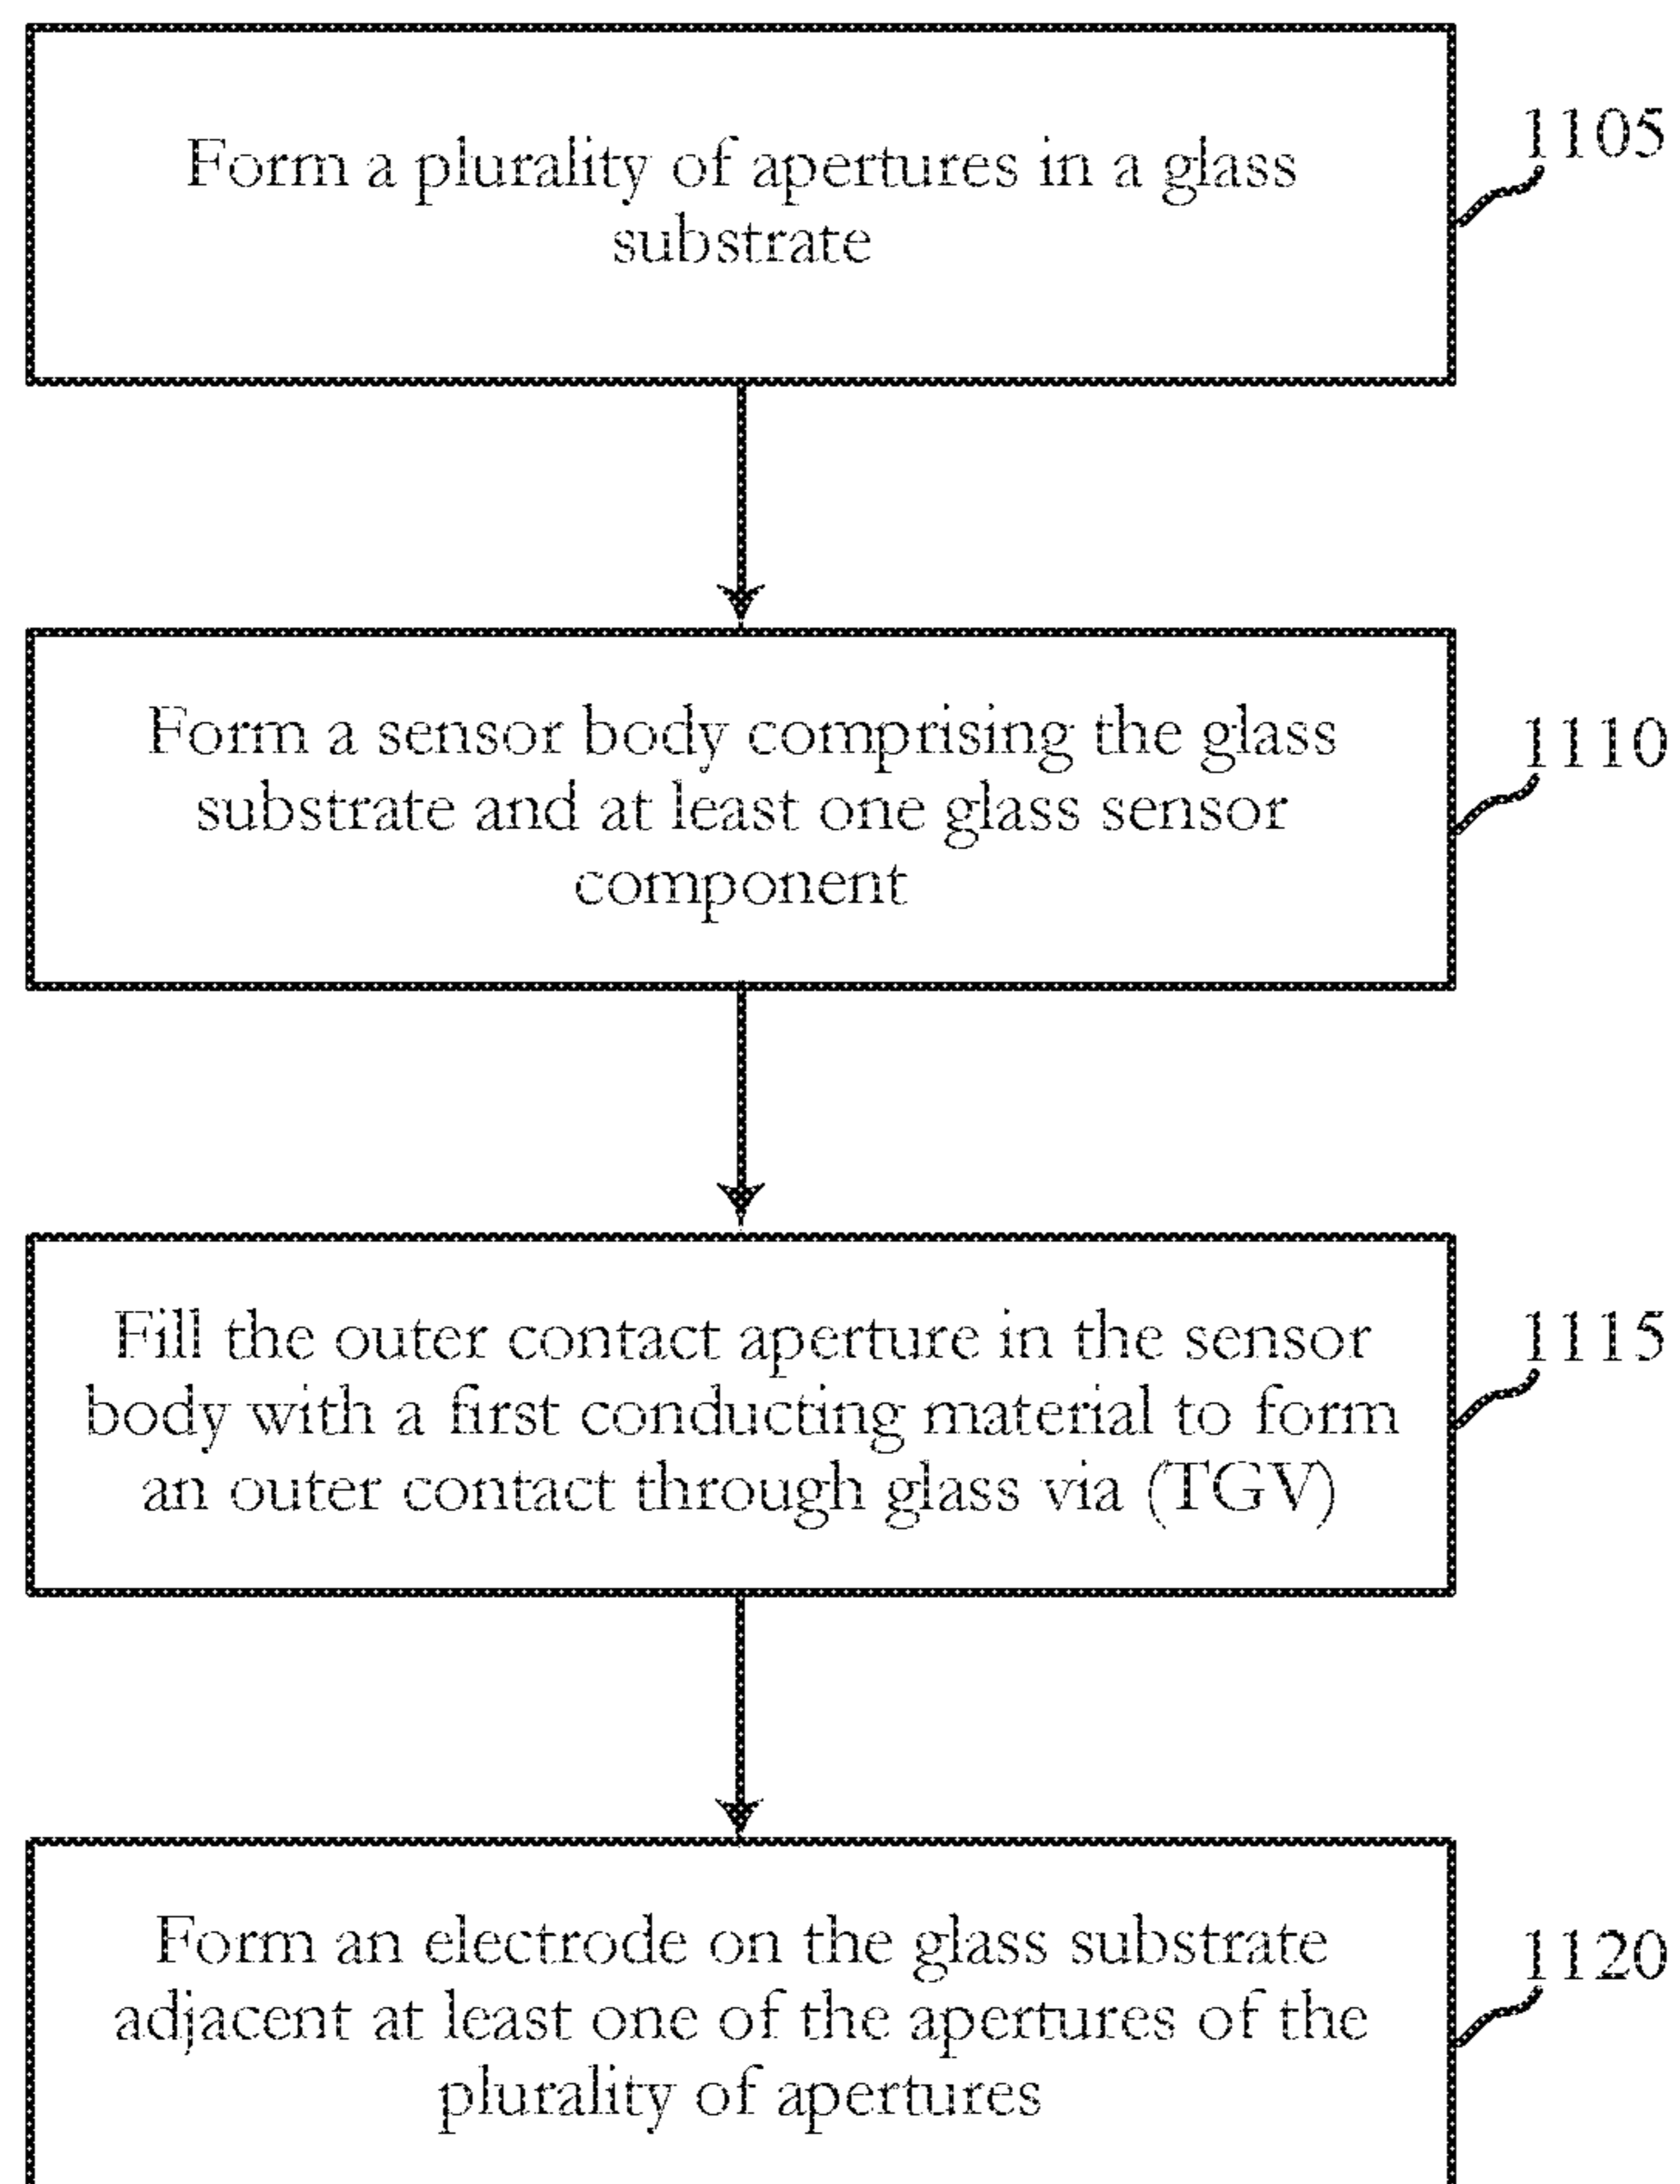 Form a plurality of apertures in a glass
substrate
1105
Form a sensor body comprising the glass
substrate and at least one glass sensor
component
1110
Fill the outer contact aperture in the sensor
body with a first conducting material to form
an outer contact through glass via (TGV)
1115
Form an electrode on the glass substrate
adjacent at least one of the apertures of the
plurality of apertures
1120